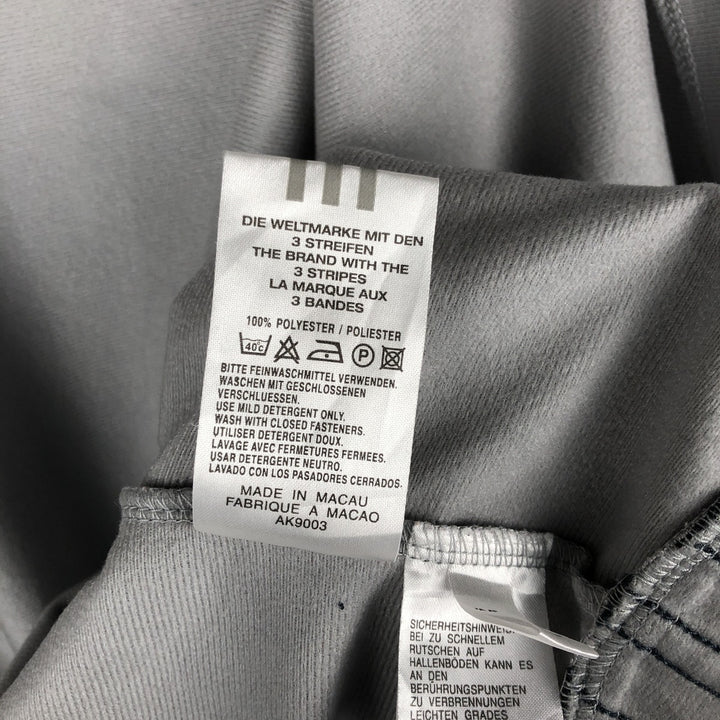 DIE WELTMARKE MIT DEN
3 STREIFEN
THE BRAND WITH THE
3 STRIPES
LA MARQUE AUX
3 BANDES
100% POLYESTER / POLIESTER
40c P
BITTE FEINWASCHMITTEL VERWENDEN.
WASCHEN MIT GESCHLOSSENEN
VERSCHLUESSEN.
USE MILD DETERGENT ONLY.
WASH WITH CLOSED FASTENERS.
UTILISER DETERGENT DOUX.
LAVAGE AVEC FERMETURES FERMEES.
USAR DETERGENTE NEUTRO.
LAVADO CON LOS PASADORES CERRADOS.
MADE IN MACAU
FABRIQUE A MACAO
AK9003
SICHERHEITSHINWEIS
BEI ZU SCHNELLEM
RUTSCHEN AUF
HALLENBÖDEN KANN ES
AN DEN
BERÜHRUNGSPUNKTEN
ZU VERBRENNUNGEN
LEICHTEN GRADES